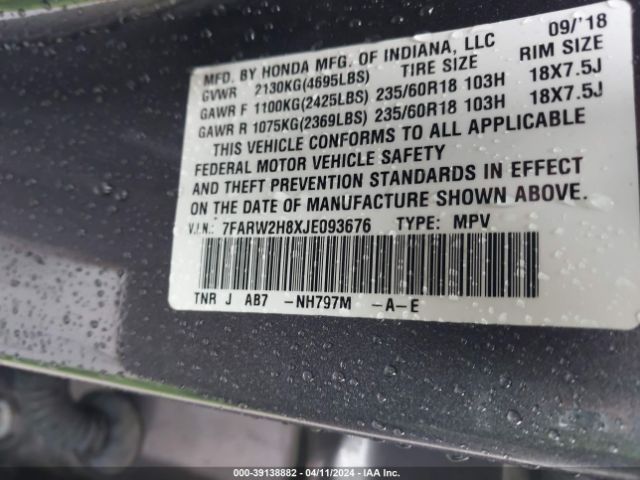 MFD. BY HONDA MFG. OF INDIANA, LLC 09/'18
GVWR 2130KG(4695LBS) TIRE SIZE RIM SIZE
GAWR F 1100KG(2425LBS) 235/60R18 103H 18X7.5J
GAWR R 1075KG(2369LBS) 235/60R18 103H 18X7.5J
THIS VEHICLE CONFORMS TO ALL APPLICABLE
FEDERAL MOTOR VEHICLE SAFETY
AND THEFT PREVENTION STANDARDS IN EFFECT
ON THE DATE OF MANUFACTURE SHOWN ABOVE.
V.I.N.: 7FARW2H8XJE093676 TYPE: MPV
TNR J AB7 -NH797M -A-E
000-39138882 / 04/11/2024 - IAA Inc.